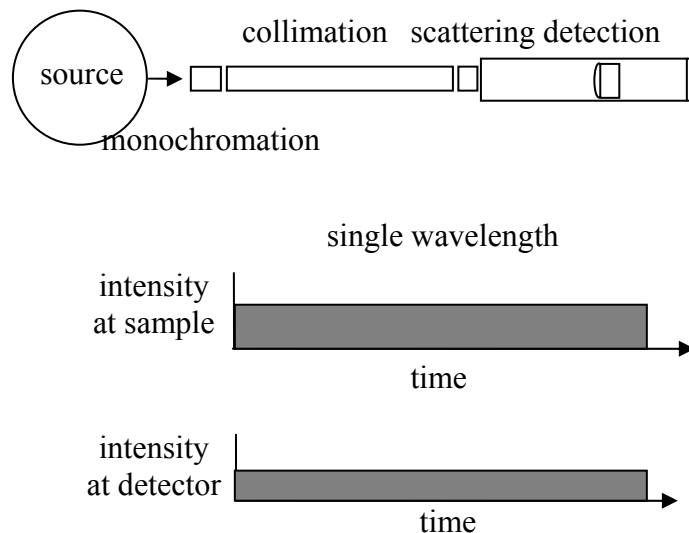 collimation
scattering detection
source
monochromation
single wavelength
intensity
at sample
time
intensity
at detector
time